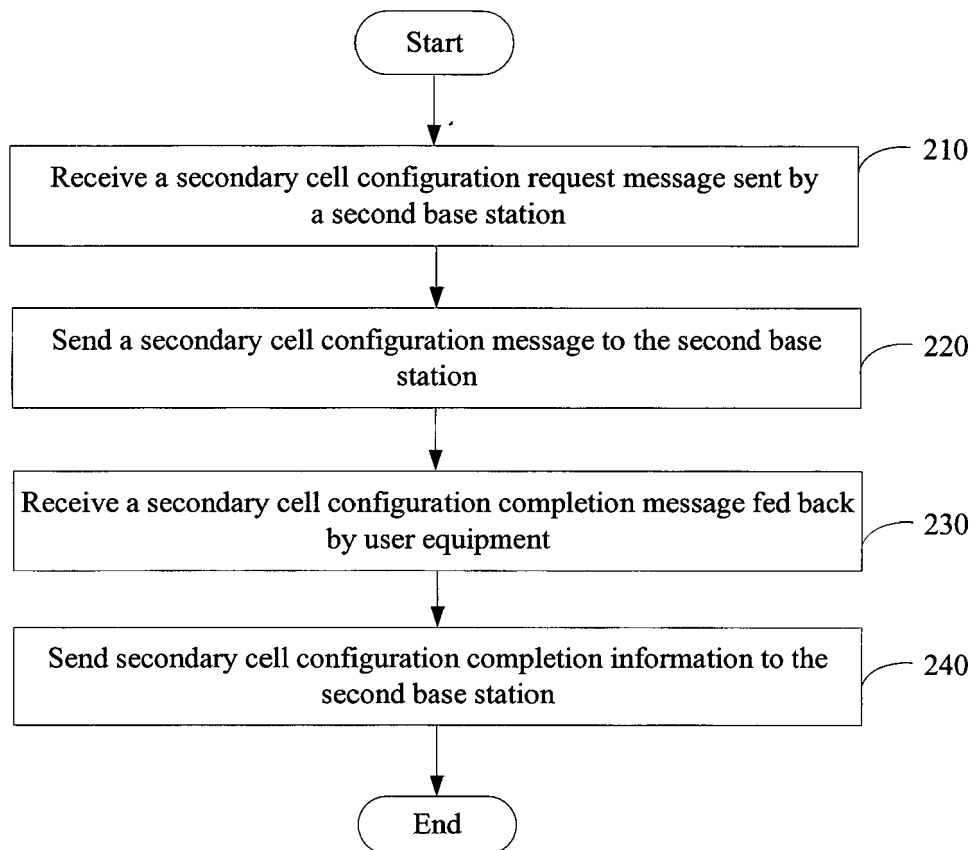 Start
210
Receive a secondary cell configuration request message sent by
a second base station
Send a secondary cell configuration message to the second base
station
220
Receive a secondary cell configuration completion message fed back
by user equipment
230
Send secondary cell configuration completion information to the
second base station
240
End